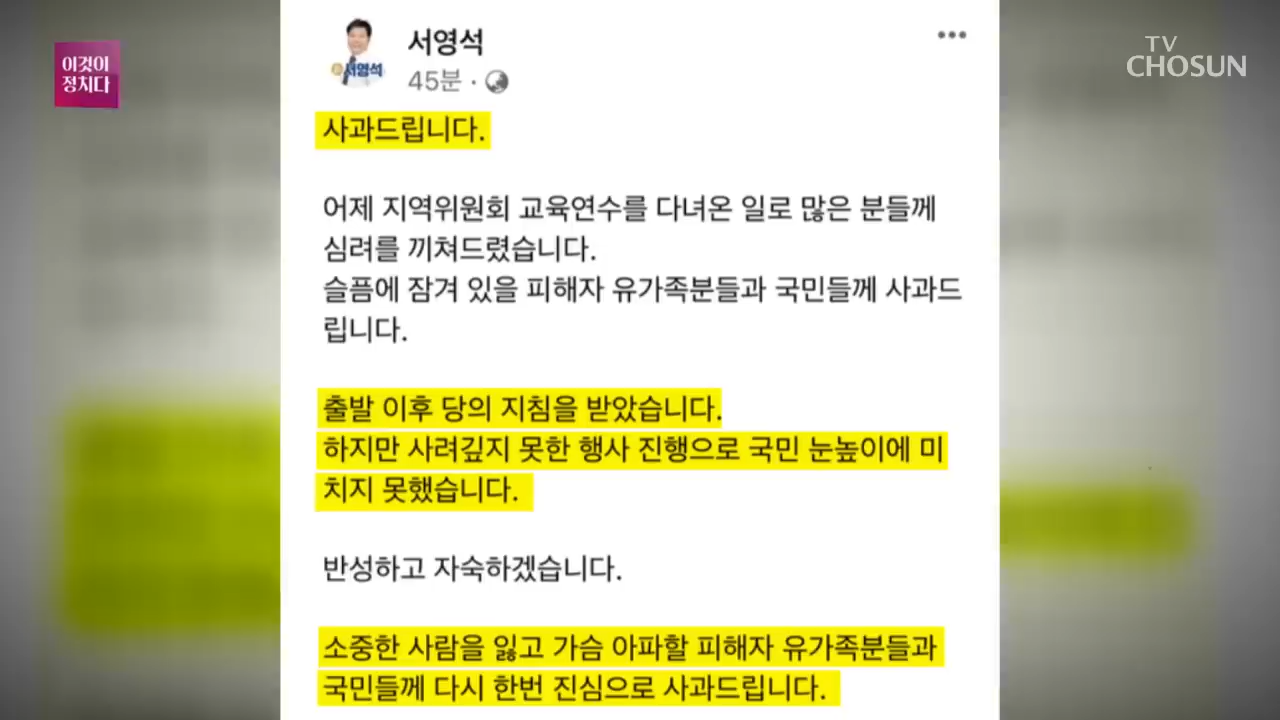 이것이
정치다
TV
CHOSUN
서영석
서영석
45분 ·
사과드립니다.
어제 지역위원회 교육연수를 다녀온 일로 많은 분들께
심려를 끼쳐드렸습니다.
슬픔에 잠겨 있을 피해자 유가족분들과 국민들께 사과드
립니다.
출발 이후 당의 지침을 받았습니다.
하지만 사려깊지 못한 행사 진행으로 국민 눈높이에 미
치지 못했습니다.
반성하고 자숙하겠습니다.
소중한 사람을 잃고 가슴 아파할 피해자 유가족분들과
국민들께 다시 한번 진심으로 사과드립니다.